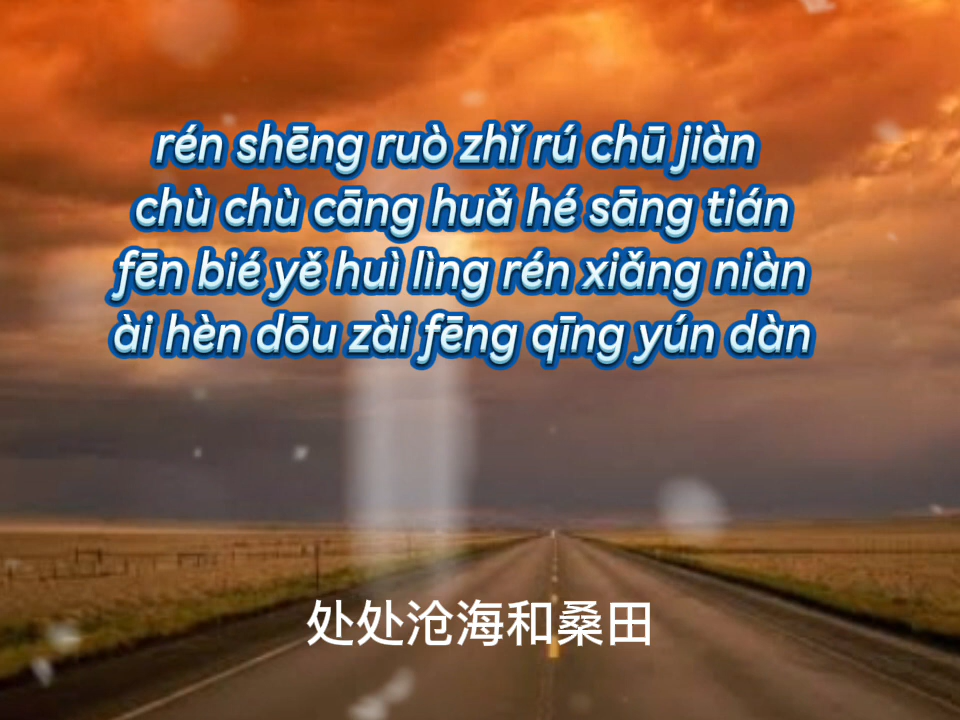 rén shēng ruò zhǐ rú chū jiàn
chù chù cāng huǎ hé sāng tián
fēn bié yě huì lìng rén xiǎng niàn
ài hèn dōu zài fēng qīng yún dàn
处处沧海和桑田